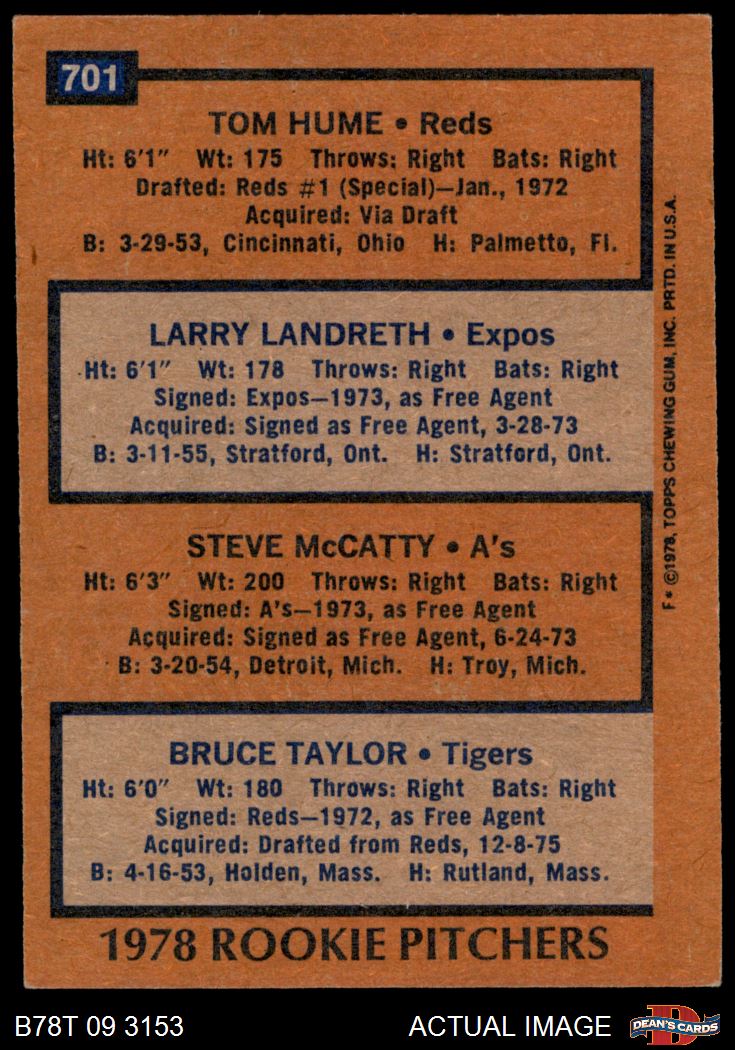 701
TOM HUME • Reds
Ht: 6'1" Wt: 175 Throws: Right Bats: Right
Drafted: Reds #1 (Special)—Jan., 1972
Acquired: Via Draft
B: 3-29-53, Cincinnati, Ohio H: Palmetto, Fl.
LARRY LANDRETH • Expos
Ht: 6'1" Wt: 178 Throws: Right Bats: Right
Signed: Expos—1973, as Free Agent
Acquired: Signed as Free Agent, 3-28-73
B: 3-11-55, Stratford, Ont. H: Stratford, Ont.
STEVE McCATTY • A's
Ht: 6'3" Wt: 200 Throws: Right Bats: Right
Signed: A's—1973, as Free Agent
Acquired: Signed as Free Agent, 6-24-73
B: 3-20-54, Detroit, Mich. H: Troy, Mich.
BRUCE TAYLOR • Tigers
Ht: 6'0" Wt: 180 Throws: Right Bats: Right
Signed: Reds—1972, as Free Agent
Acquired: Drafted from Reds, 12-8-75
B: 4-16-53, Holden, Mass. H: Rutland, Mass.
1978 ROOKIE PITCHERS
F* ©1978, TOPPS CHEWING GUM, INC. PRTD. IN U.S.A.
B78T 09 3153
ACTUAL IMAGE
D
DEAN'S CARDS